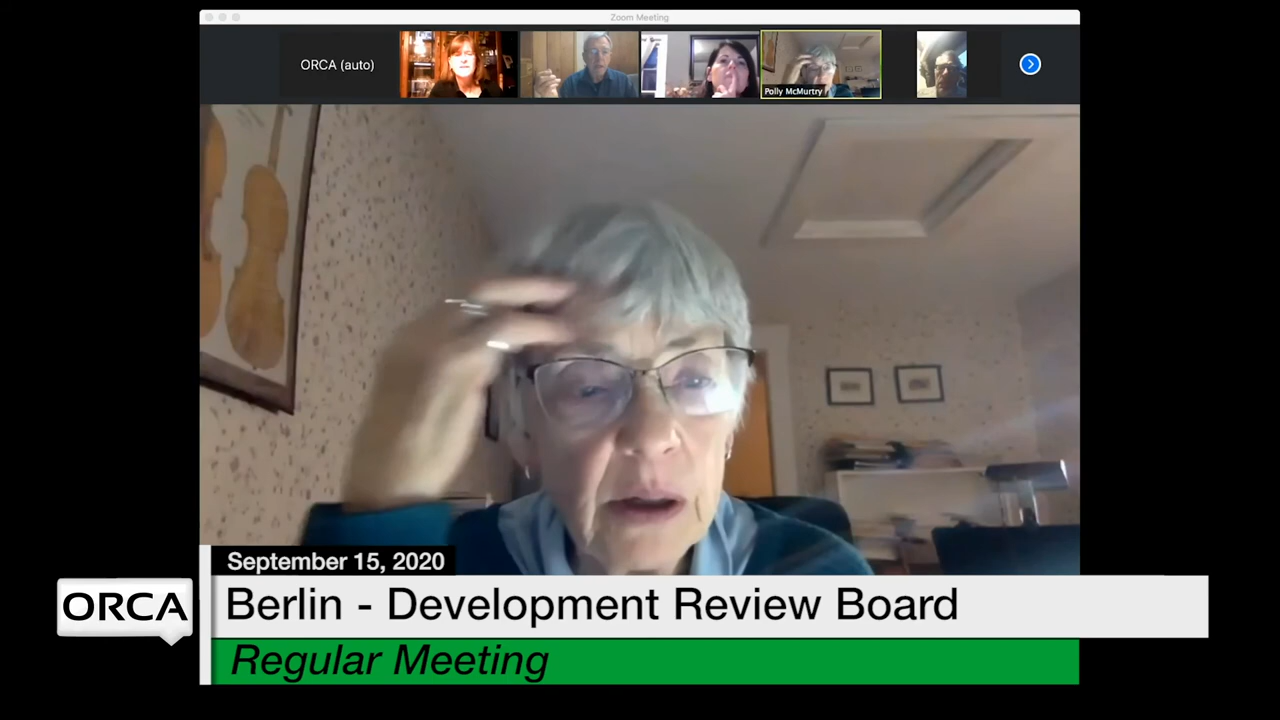 Zoom Meeting
ORCA (auto)
Polly McMurtry
September 15, 2020
ORCA
Berlin - Development Review Board
Regular Meeting